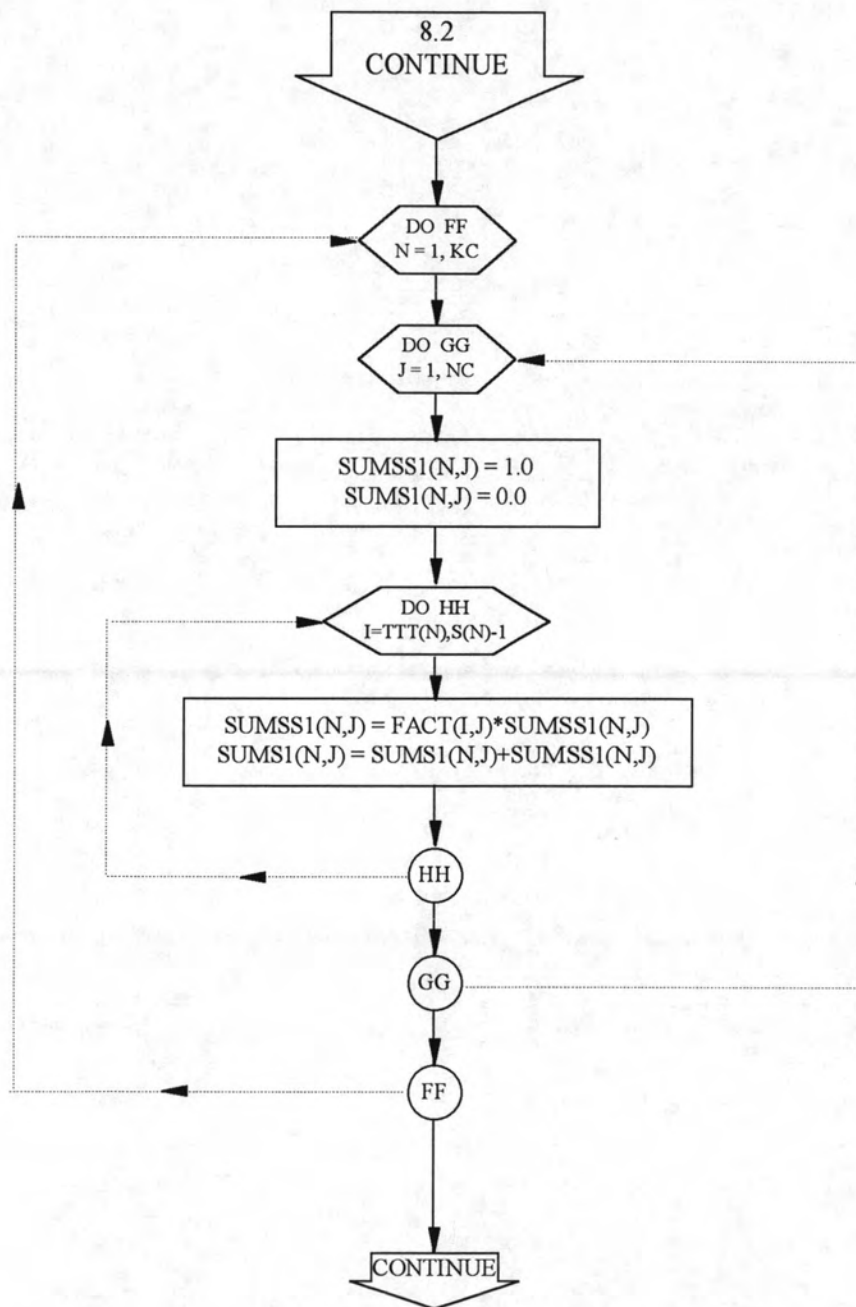 8.2
CONTINUE
DO FF
N = 1, KC
DO GG
J = 1, NC
SUMSS1(N,J) = 1.0
SUMS1(N,J) = 0.0
DO HH
I=TTT(N),S(N)-1
SUMSS1(N,J) = FACT(I,J)*SUMSS1(N,J)
SUMS1(N,J) = SUMS1(N,J)+SUMSS1(N,J)
HH
GG
FF
CONTINUE